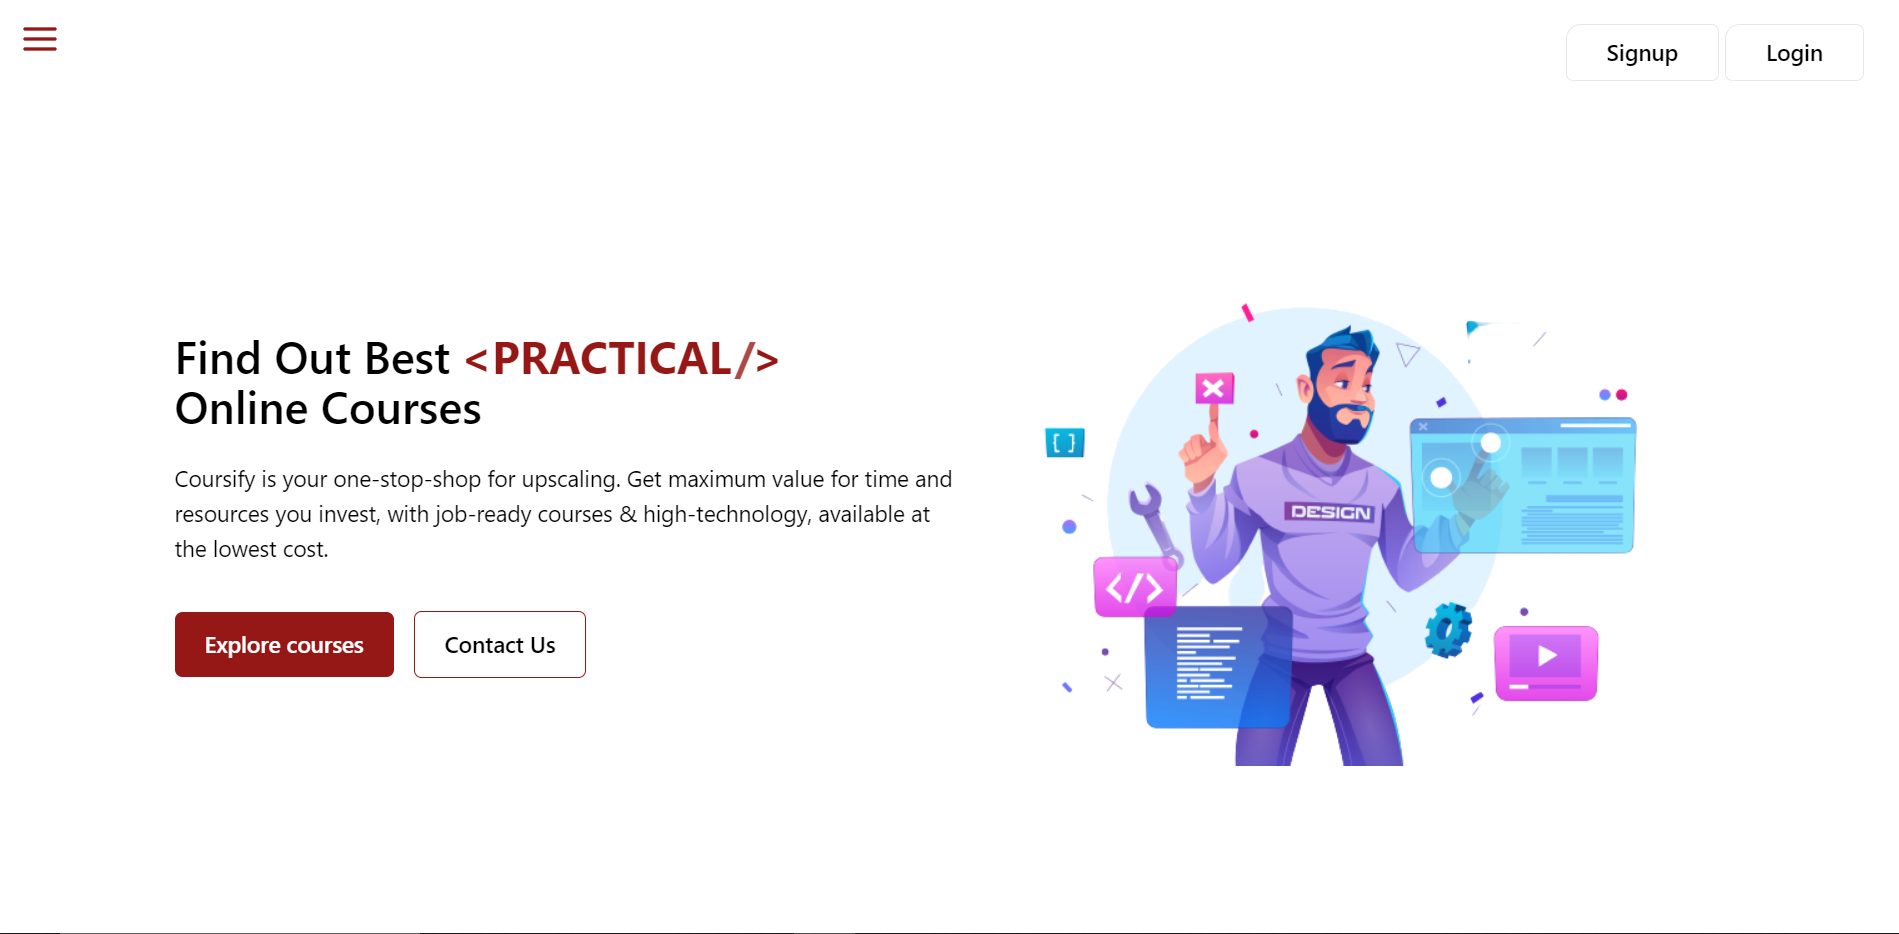 Signup
Login
Find Out Best <PRACTICAL/>
Online Courses
Coursify is your one-stop-shop for upscaling. Get maximum value for time and
resources you invest, with job-ready courses & high-technology, available at
the lowest cost.
Explore courses
Contact Us
{ }
DESIGN
</>